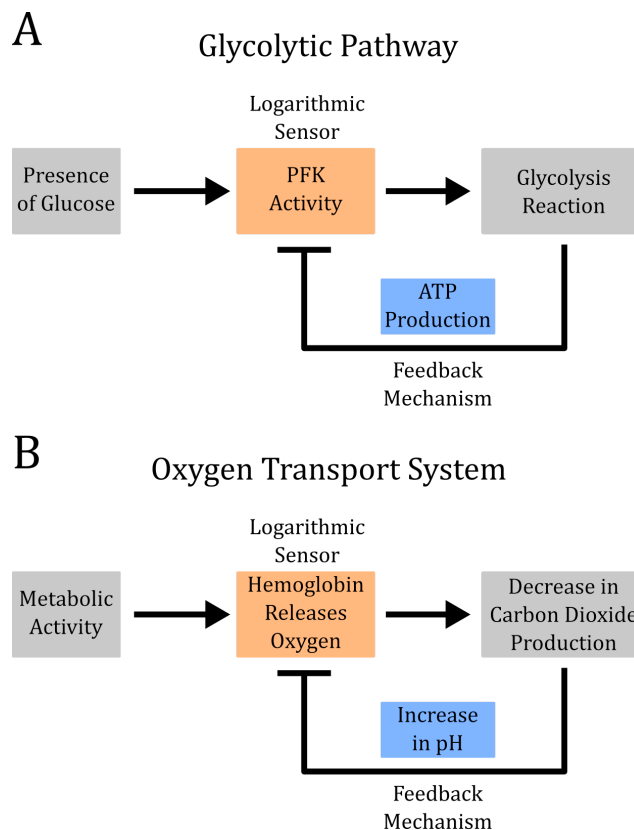 A
Glycolytic Pathway
Logarithmic
Sensor
Presence
of Glucose
PFK
Activity
Glycolysis
Reaction
ATP
Production
Feedback
Mechanism
B
Oxygen Transport System
Logarithmic
Sensor
Metabolic
Activity
Hemoglobin
Releases
Oxygen
Decrease in
Carbon Dioxide
Production
Increase
in pH
Feedback
Mechanism